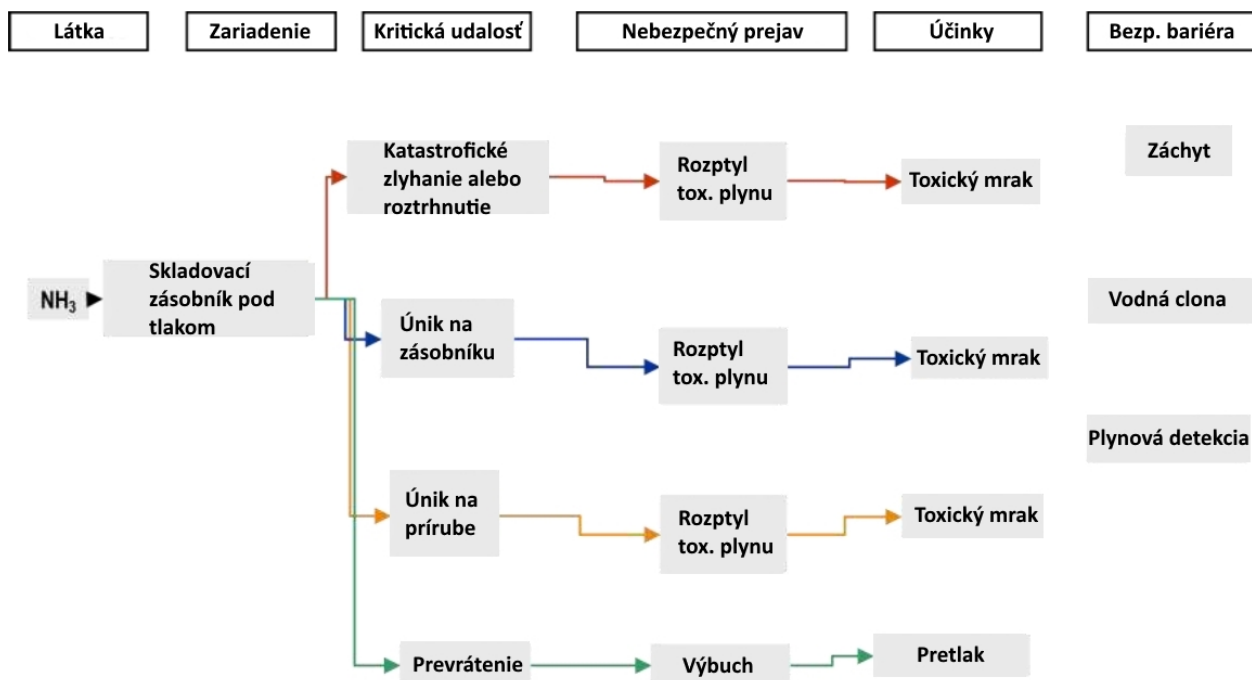 Látka
Zariadenie
Kritická udalosť
Nebezpečný prejav
Účinky
Bezp. bariéra
Katastrofické
zlyhanie alebo
roztrhnutie
Rozptyl
tox. plynu
Toxický mrak
Záchyt
NH₃
Skladovací
zásobník pod
tlakom
Únik na
zásobníku
Rozptyl
tox. plynu
Toxický mrak
Vodná clona
Plynová detekcia
Únik na
prírube
Rozptyl
tox. plynu
Toxický mrak
Prevrátenie
Výbuch
Pretlak